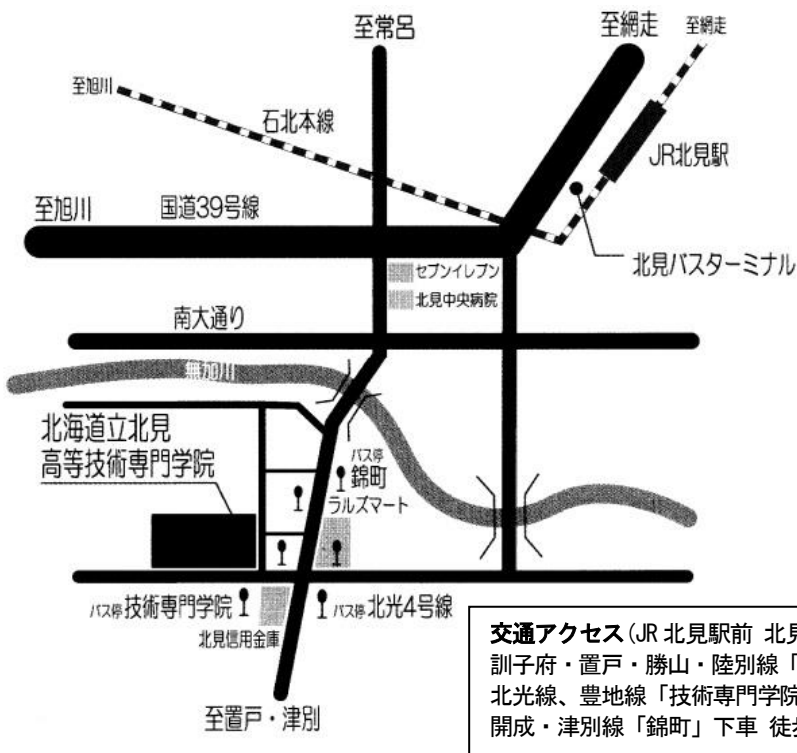 至常呂
至網走
至網走
至旭川
石北本線
JR北見駅
至旭川
国道39号線
北見バスターミナル
セブンイレブン
北見中央病院
南大通り
無加川
北海道立北見
高等技術専門学院
バス停
錦町
ラルズマート
バス停技術専門学院
バス停北光4号線
北見信用金庫
至置戸・津別
交通アクセス(JR北見駅前 北見
訓子府・置戸・勝山・陸別線「
北光線、豊地線「技術専門学院
開成・津別線「錦町」下車 徒歩